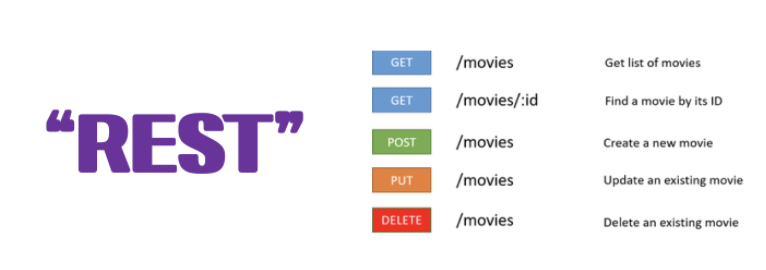 “REST”
GET /movies Get list of movies
GET /movies/:id Find a movie by its ID
POST /movies Create a new movie
PUT /movies Update an existing movie
DELETE /movies Delete an existing movie